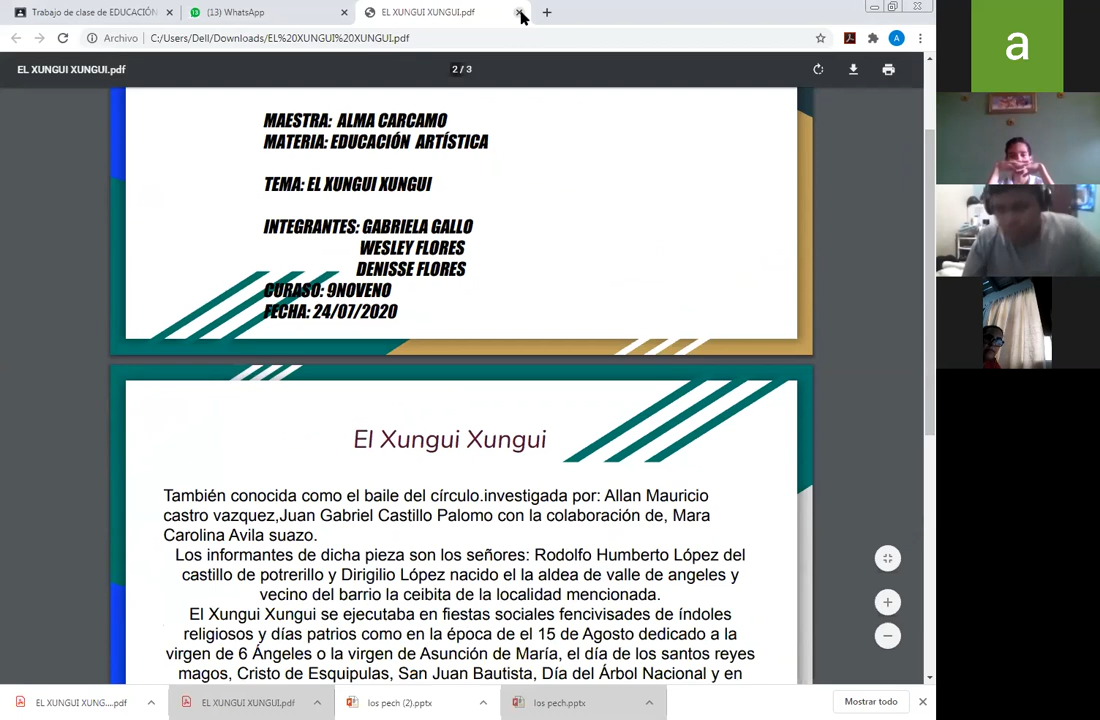 Trabajo de clase de EDUCACIÓN
(13) WhatsApp
EL XUNGUI XUNGUI.pdf
Archivo
C:/Users/Dell/Downloads/EL%20XUNGUI%20XUNGUI.pdf
A
EL XUNGUI XUNGUI.pdf
2 / 3
MAESTRA: ALMA CARCAMO
MATERIA: EDUCACIÓN ARTÍSTICA
TEMA: EL XUNGUI XUNGUI
INTEGRANTES: GABRIELA GALLO
WESLEY FLORES
DENISSE FLORES
CURASO: 9NOVENO
FECHA: 24/07/2020
El Xungui Xungui
También conocida como el baile del círculo.investigada por: Allan Mauricio
castro vazquez,Juan Gabriel Castillo Palomo con la colaboración de, Mara
Carolina Avila suazo.
Los informantes de dicha pieza son los señores: Rodolfo Humberto López del
castillo de potrerillo y Dirigilio López nacido el la aldea de valle de angeles y
vecino del barrio la ceibita de la localidad mencionada.
El Xungui Xungui se ejecutaba en fiestas sociales fencivisades de índoles
religiosos y días patrios como en la época de el 15 de Agosto dedicado a la
virgen de 6 Ángeles o la virgen de Asunción de María, el día de los santos reyes
magos, Cristo de Esquipulas, San Juan Bautista, Día del Árbol Nacional y en
EL XUNGUI XUNG....pdf
EL XUNGUI XUNGUI.pdf
los pech (2).pptx
los pech.pptx
Mostrar todo
a